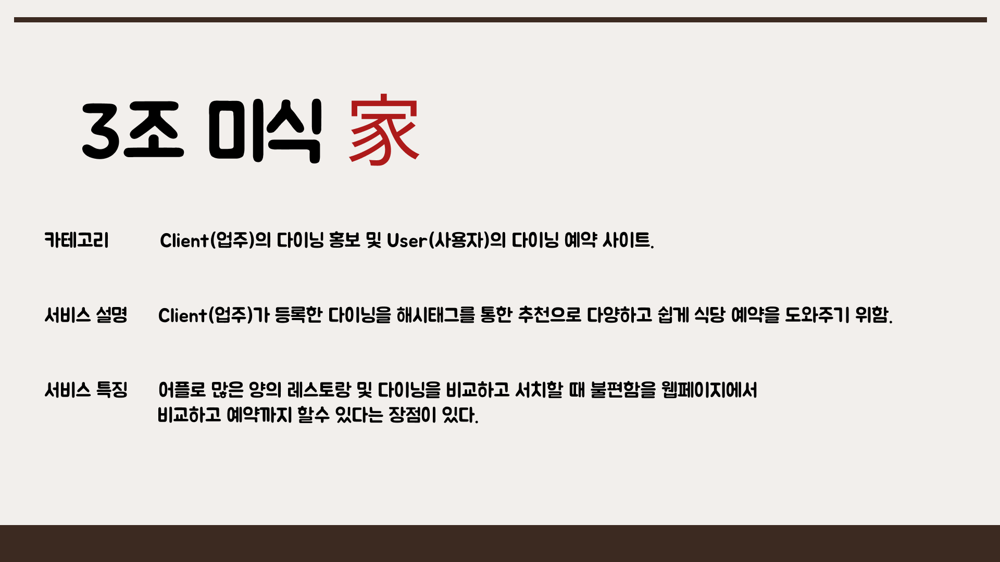 3조 미식 家
카테고리 Client(업주)의 다이닝 홍보 및 User(사용자)의 다이닝 예약 사이트.
서비스 설명 Client(업주)가 등록한 다이닝을 해시태그를 통한 추천으로 다양하고 쉽게 식당 예약을 도와주기 위함.
서비스 특징 어플로 많은 양의 레스토랑 및 다이닝을 비교하고 서치할 때 불편함을 웹페이지에서
비교하고 예약까지 할수 있다는 장점이 있다.